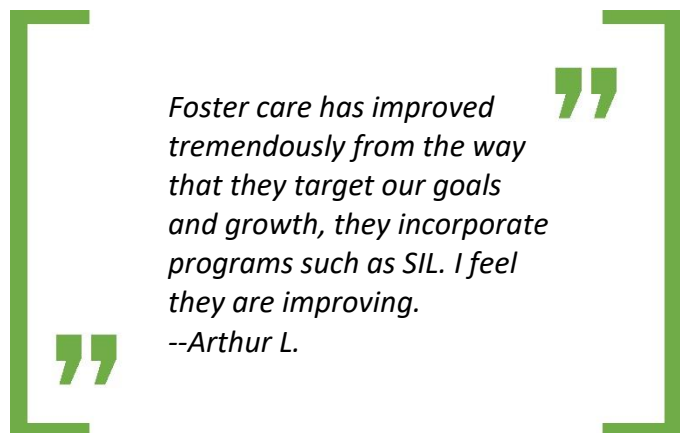 Foster care has improved
tremendously from the way
that they target our goals
and growth, they incorporate
programs such as SIL. I feel
they are improving.
--Arthur L.